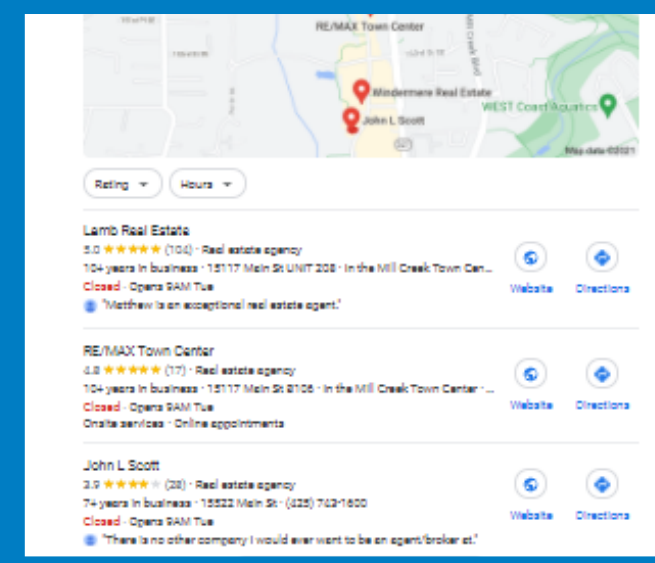 RE/MAX Town Center
Windermere Real Estate
WEST Coast Aquatics
John L Scott
527
Map data ©2021
Rating
Hours
Lamb Real Estate
5.0 ★★★★★ (104) · Real estate agency
10+ years in business · 15117 Main St UNIT 208 · In the Mill Creek Town Cen...
Closed · Opens 9AM Tue
Website
Directions
"Matthew is an exceptional real estate agent."
RE/MAX Town Center
4.8 ★★★★★ (17) · Real estate agency
10+ years in business · 15117 Main St B106 · In the Mill Creek Town Center · ...
Closed · Opens 9AM Tue
Website
Directions
Onsite services · Online appointments
John L Scott
3.9 ★★★★★ (28) · Real estate agency
7+ years in business · 15522 Main St · (425) 743-1600
Closed · Opens 9AM Tue
Website
Directions
"There is no other company I would ever want to be an agent/broker at."